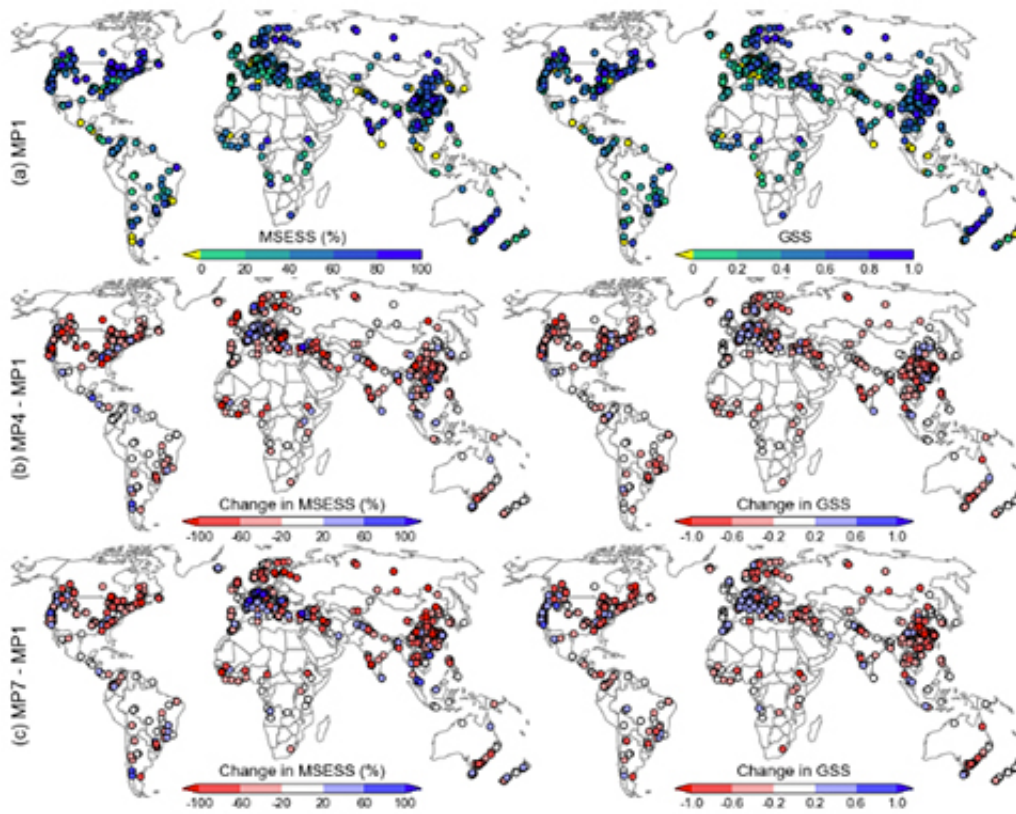 (a) MP1
MSESS (%)
0 20 40 60 80 100
GSS
0 0.2 0.4 0.6 0.8 1.0
(b) MP4 - MP1
Change in MSESS (%)
-100 -60 -20 20 60 100
Change in GSS
-1.0 -0.6 -0.2 0.2 0.6 1.0
(c) MP7 - MP1
Change in MSESS (%)
-100 -60 -20 20 60 100
Change in GSS
-1.0 -0.6 -0.2 0.2 0.6 1.0